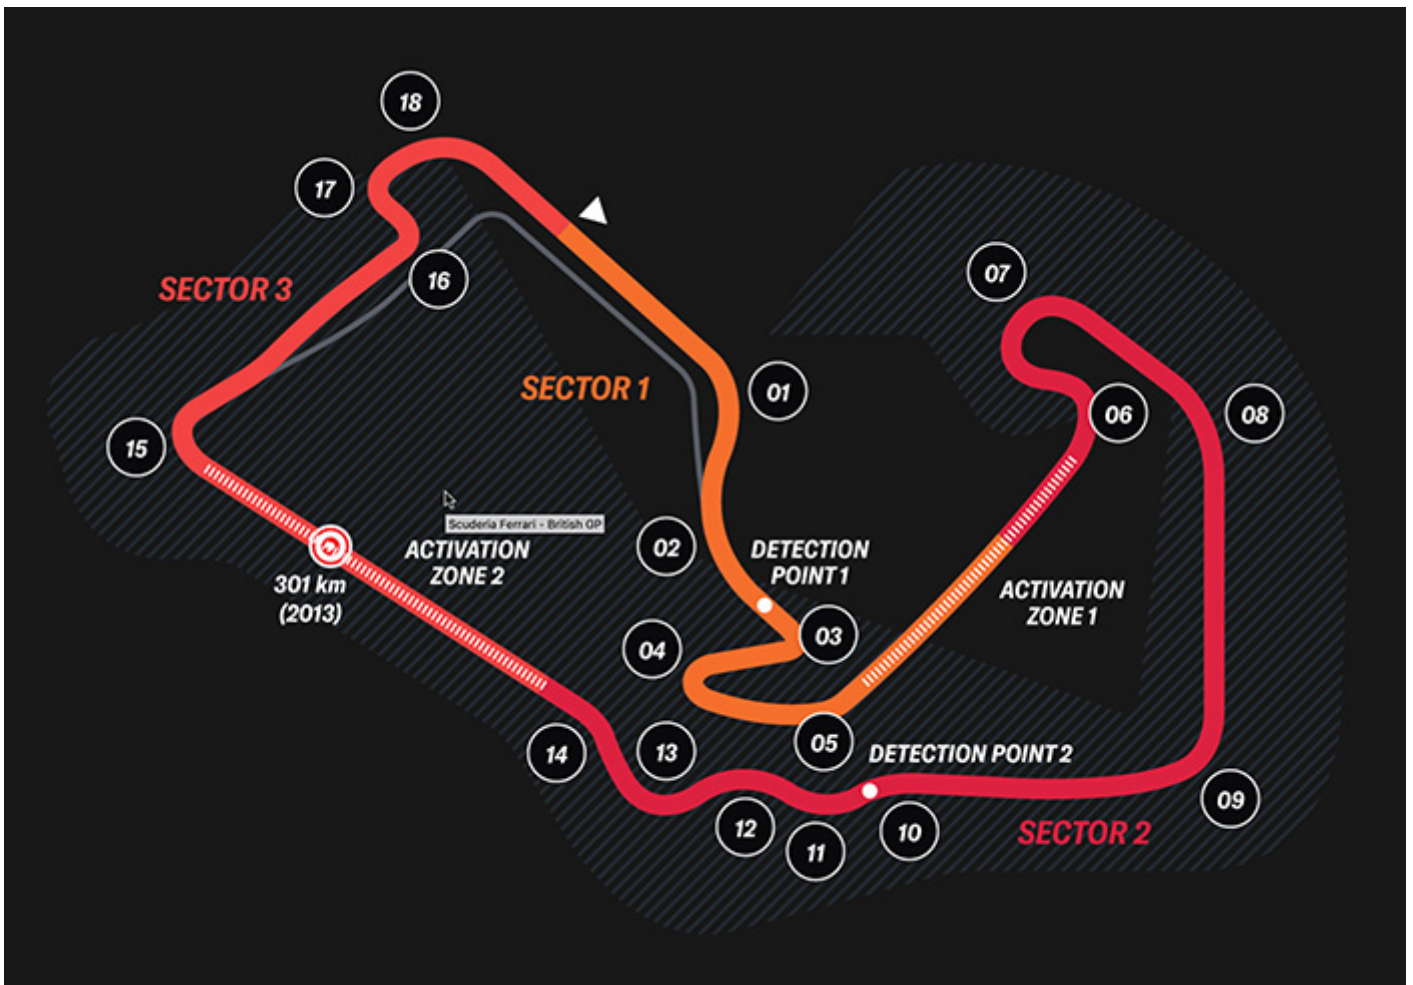 18
17
16
SECTOR 3
15
SECTOR 1
01
07
06
08
Scuderia Ferrari - British GP
ACTIVATION
ZONE 2
301 km
(2013)
02
DETECTION
POINT 1
03
04
ACTIVATION
ZONE 1
05
DETECTION POINT 2
14
13
12
11
10
09
SECTOR 2